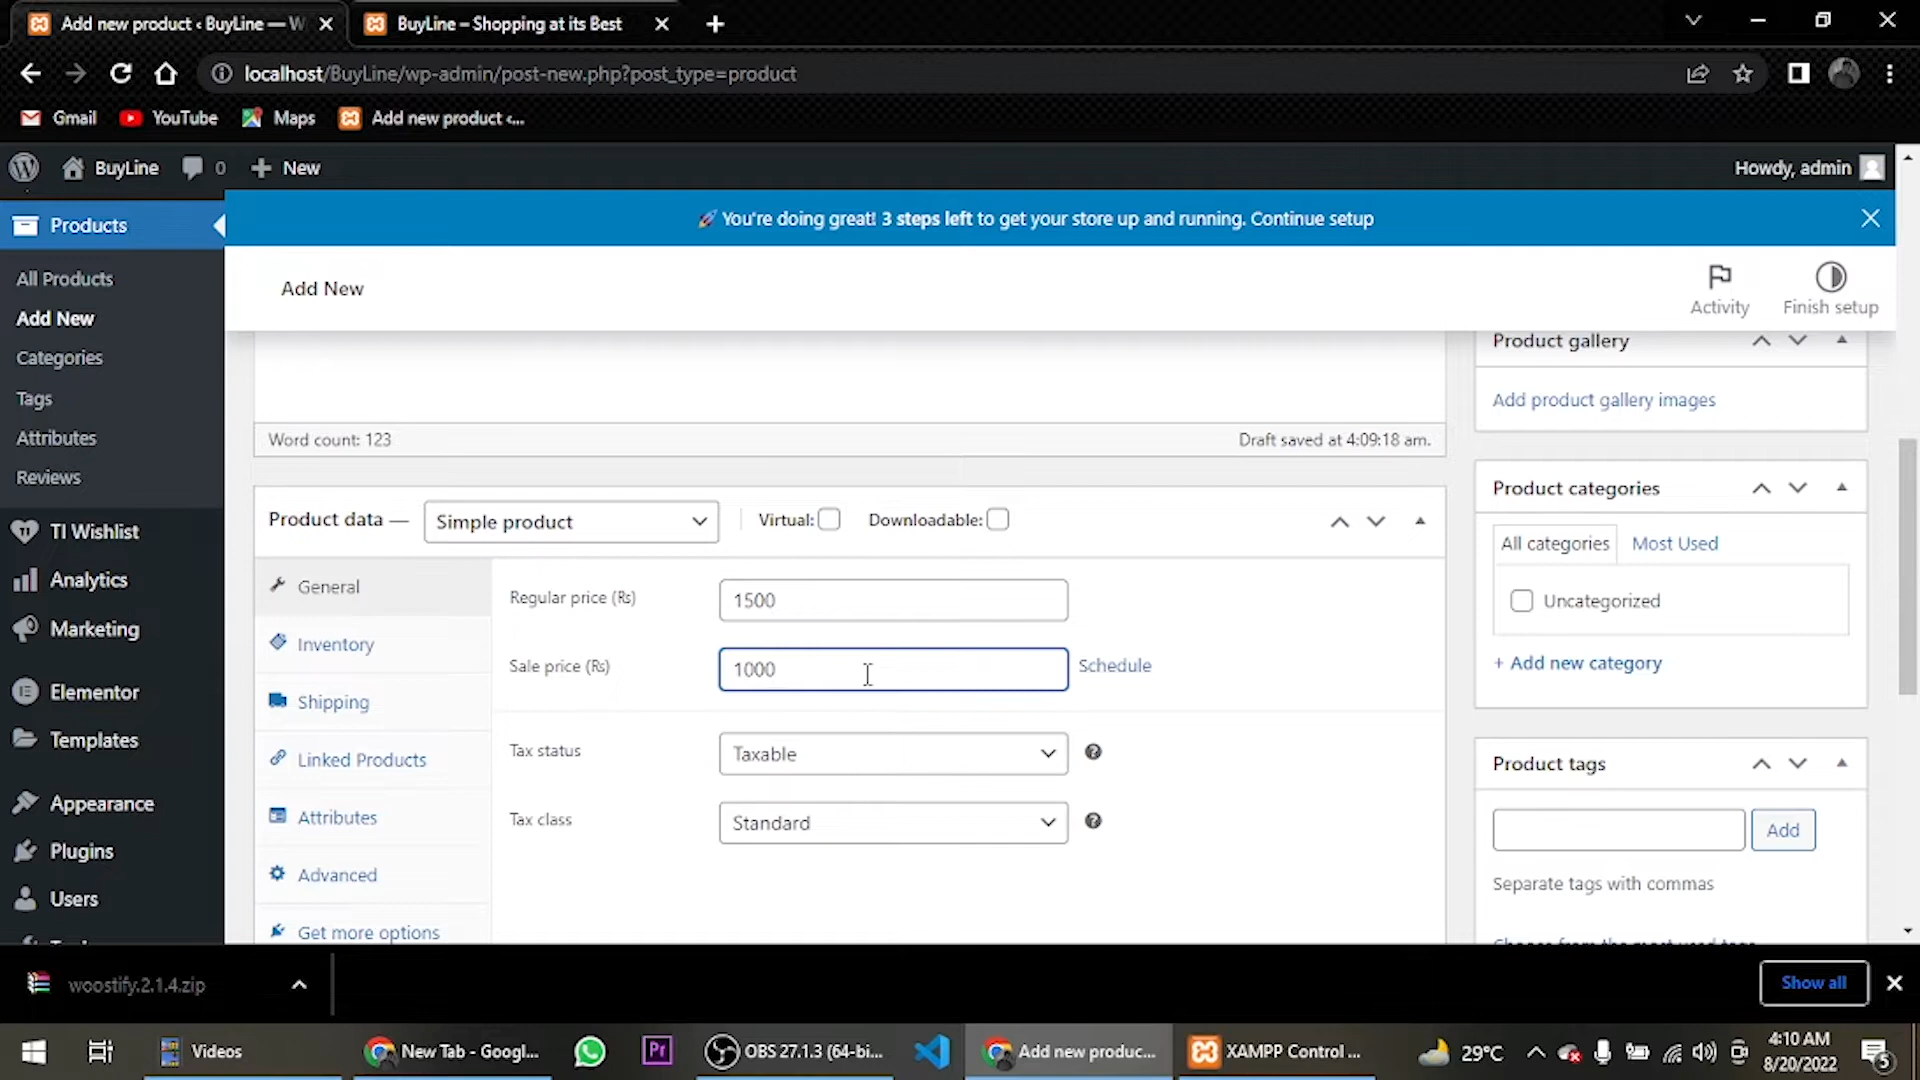 Add new product ‹ BuyLine — W
BuyLine – Shopping at its Best
localhost/BuyLine/wp-admin/post-new.php?post_type=product
Gmail
YouTube
Maps
Add new product ‹...
BuyLine
0
New
Howdy, admin
Products
🚀 You're doing great! 3 steps left to get your store up and running. Continue setup
All Products
Add New
Categories
Tags
Attributes
Reviews
TI Wishlist
Analytics
Marketing
Elementor
Templates
Appearance
Plugins
Users
Add New
Activity
Finish setup
Word count: 123
Draft saved at 4:09:18 am.
Product data —
Simple product
Virtual:
Downloadable:
General
Inventory
Shipping
Linked Products
Attributes
Advanced
Get more options
Regular price (₨)
1500
Sale price (₨)
1000
Schedule
Tax status
Taxable
Tax class
Standard
Product gallery
Add product gallery images
Product categories
All categories
Most Used
Uncategorized
+ Add new category
Product tags
Add
Separate tags with commas
Choose from the most used tags
woostify.2.1.4.zip
Show all
Videos
New Tab - Googl...
Pr
OBS 27.1.3 (64-bi...
Add new produc...
XAMPP Control ...
29°C
4:10 AM
8/20/2022
5